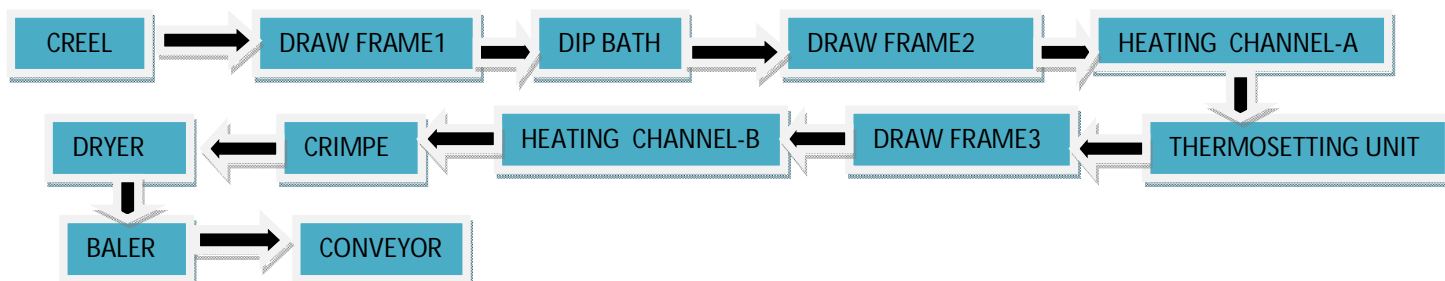 CREEL
DRAW FRAME1
DIP BATH
DRAW FRAME2
HEATING CHANNEL-A
THERMOSETTING UNIT
DRAW FRAME3
HEATING CHANNEL-B
CRIMPE
DRYER
BALER
CONVEYOR